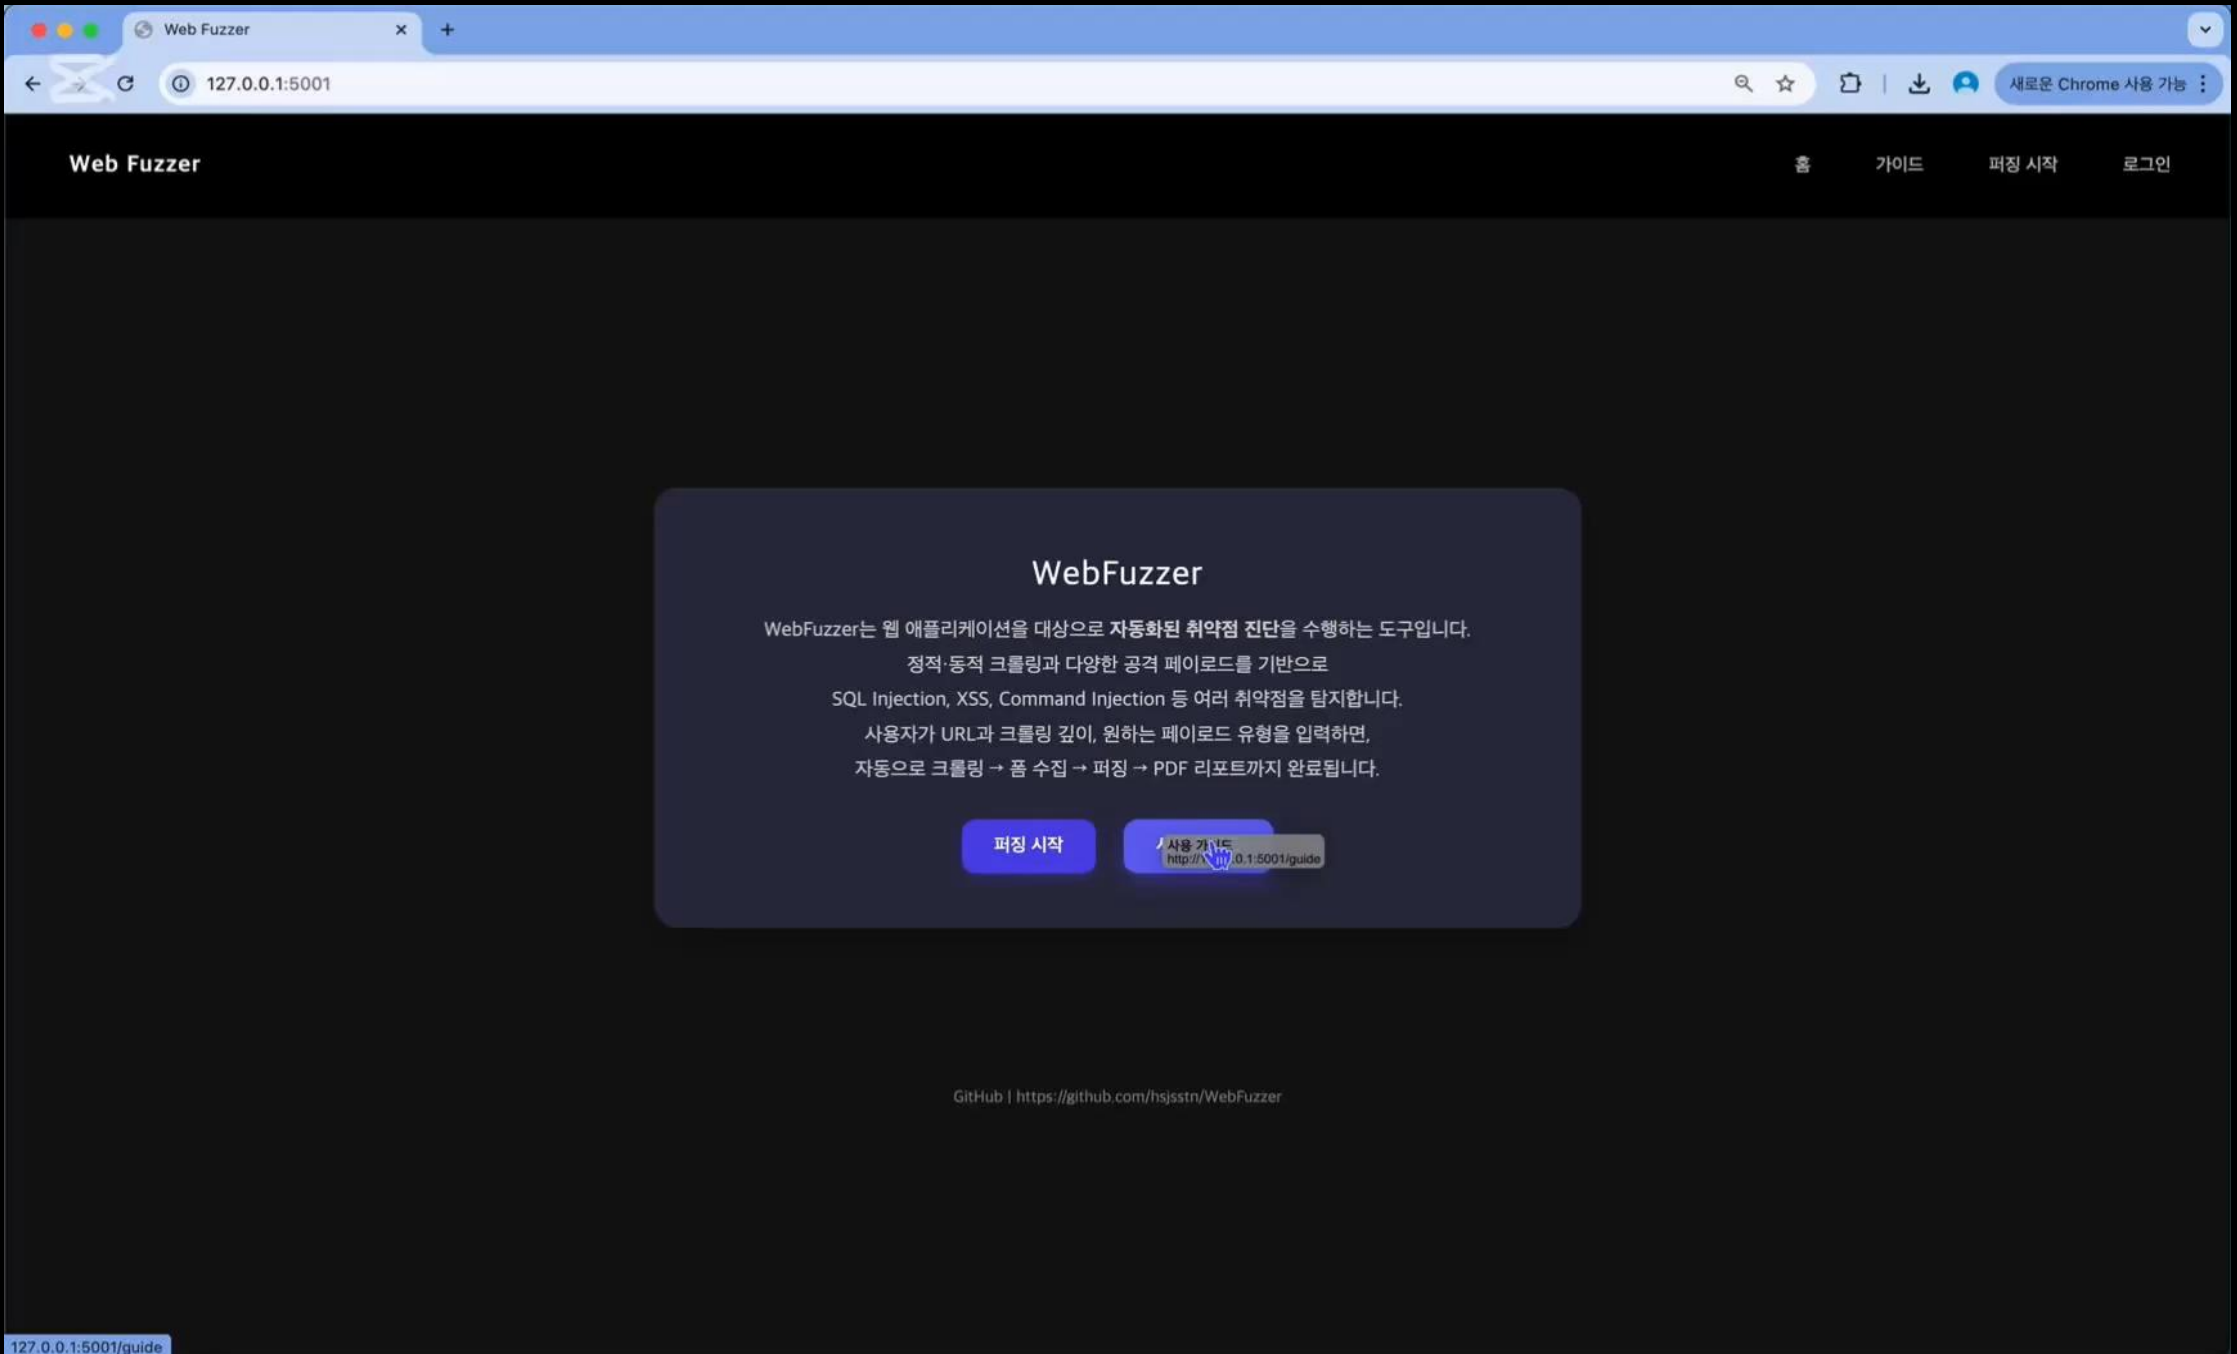 Web Fuzzer
127.0.0.1:5001
새로운 Chrome 사용 가능
Web Fuzzer
홈 가이드 퍼징 시작 로그인
WebFuzzer
WebFuzzer는 웹 애플리케이션을 대상으로 자동화된 취약점 진단을 수행하는 도구입니다.
정적·동적 크롤링과 다양한 공격 페이로드를 기반으로
SQL Injection, XSS, Command Injection 등 여러 취약점을 탐지합니다.
사용자가 URL과 크롤링 깊이, 원하는 페이로드 유형을 입력하면,
자동으로 크롤링 → 폼 수집 → 퍼징 → PDF 리포트까지 완료됩니다.
퍼징 시작
사용
.0.1:5001/guide
GitHub | https://github.com/hsjsstn/WebFuzzer
127.0.0.1:5001/guide